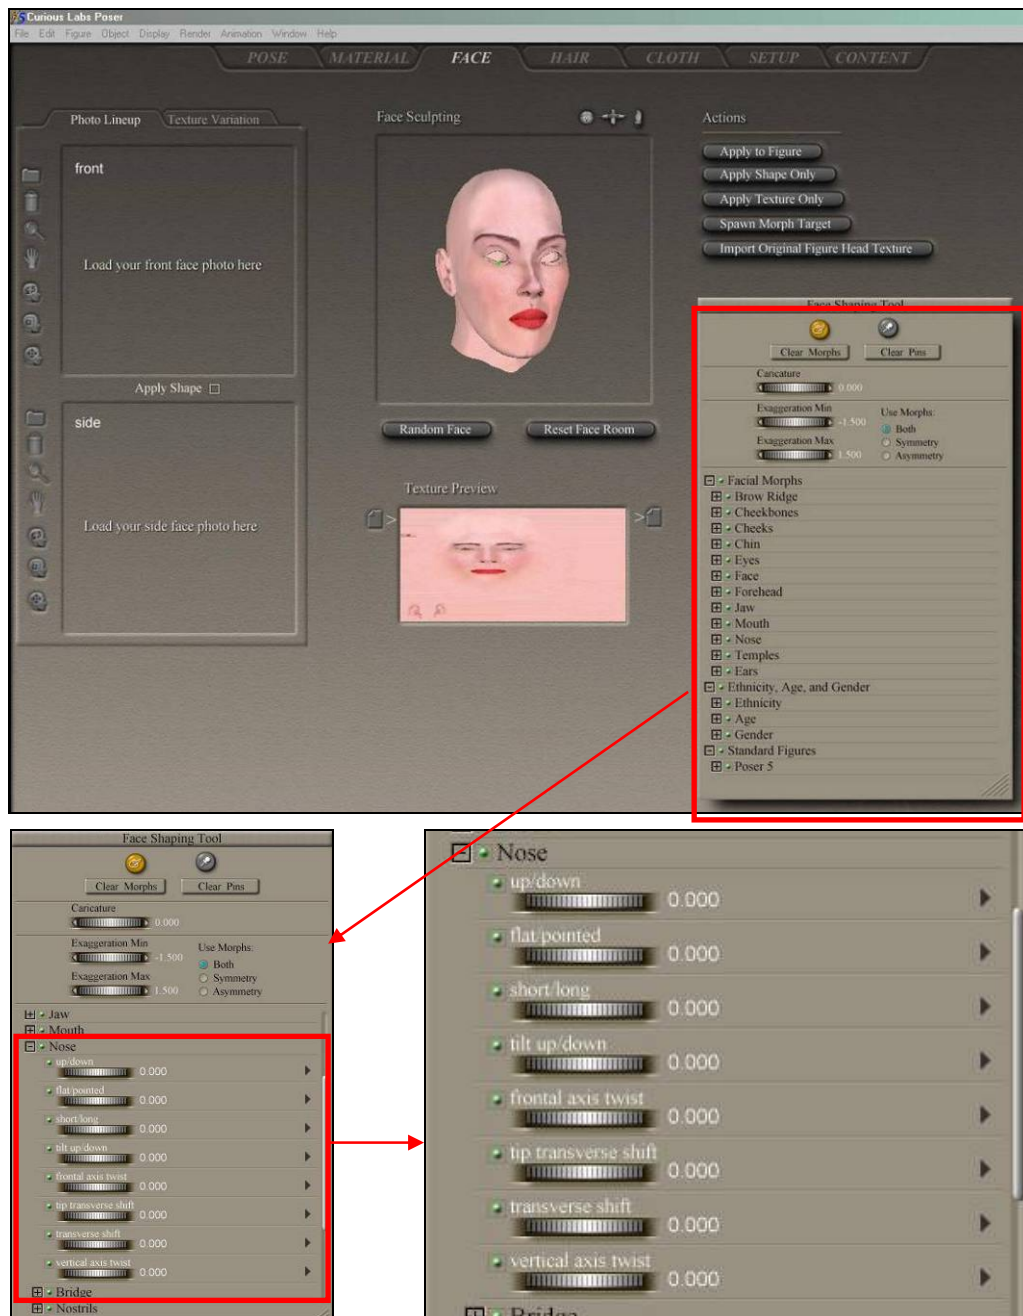 Curious Labs Poser
File Edit Figure Object Display Render Animation Window Help
POSE MATERIAL FACE HAIR CLOTH SETUP CONTENT
Photo Lineup Texture Variation
front
Load your front face photo here
Apply Shape
side
Load your side face photo here
Face Sculpting
Random Face Reset Face Room
Texture Preview
Actions
Apply to Figure
Apply Shape Only
Apply Texture Only
Spawn Morph Target
Import Original Figure Head Texture
Face Shaping Tool
Clear Morphs Clear Pins
Caricature
0.000
Exaggeration Min
-1.500
Exaggeration Max
1.500
Use Morphs:
Both
Symmetry
Asymmetry
Facial Morphs
Brow Ridge
Cheekbones
Cheeks
Chin
Eyes
Face
Forehead
Jaw
Mouth
Nose
Temples
Ears
Ethnicity, Age, and Gender
Ethnicity
Age
Gender
Standard Figures
Poser 5
Face Shaping Tool
Clear Morphs Clear Pins
Caricature
0.000
Exaggeration Min
-1.500
Exaggeration Max
1.500
Use Morphs:
Both
Symmetry
Asymmetry
Jaw
Mouth
Nose
up/down
0.000
flat/pointed
0.000
short/long
0.000
tilt up/down
0.000
frontal axis twist
0.000
tip transverse shift
0.000
transverse shift
0.000
vertical axis twist
0.000
Bridge
Nostrils
Nose
up/down
0.000
flat/pointed
0.000
short/long
0.000
tilt up/down
0.000
frontal axis twist
0.000
tip transverse shift
0.000
transverse shift
0.000
vertical axis twist
0.000
Bridge